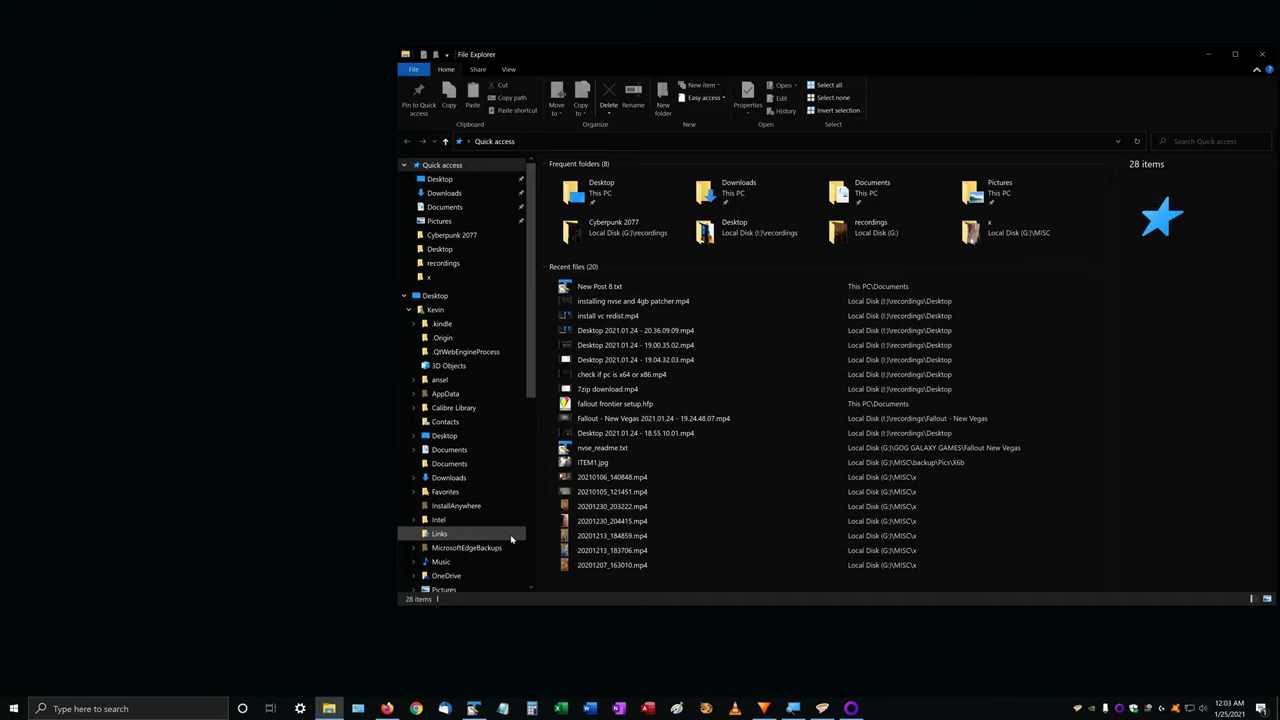 File Explorer
File
Home
Share
View
Pin to Quick access
Copy
Paste
Cut
Copy path
Paste shortcut
Clipboard
Move to
Copy to
Delete
Rename
Organize
New folder
New item
Easy access
New
Properties
Open
Edit
History
Open
Select all
Select none
Invert selection
Select
Quick access
Search Quick access
Quick access
Desktop
Downloads
Documents
Pictures
Cyberpunk 2077
Desktop
recordings
x
Desktop
Kevin
.kindle
.Origin
.QtWebEngineProcess
3D Objects
ansel
AppData
Calibre Library
Contacts
Desktop
Documents
Documents
Downloads
Favorites
InstallAnywhere
Intel
Links
MicrosoftEdgeBackups
Music
OneDrive
Pictures
Frequent folders (8)
Desktop
This PC
Downloads
This PC
Documents
This PC
Pictures
This PC
Cyberpunk 2077
Local Disk (G:)\recordings
Desktop
Local Disk (I:)\recordings
recordings
Local Disk (G:)
x
Local Disk (G:)\MISC
Recent files (20)
New Post 8.txt This PC\Documents
installing nvse and 4gb patcher.mp4 Local Disk (I:)\recordings\Desktop
install vc redist.mp4 Local Disk (I:)\recordings\Desktop
Desktop 2021.01.24 - 20.36.09.09.mp4 Local Disk (I:)\recordings\Desktop
Desktop 2021.01.24 - 19.00.35.02.mp4 Local Disk (I:)\recordings\Desktop
Desktop 2021.01.24 - 19.04.32.03.mp4 Local Disk (I:)\recordings\Desktop
check if pc is x64 or x86.mp4 Local Disk (I:)\recordings\Desktop
7zip download.mp4 Local Disk (I:)\recordings\Desktop
fallout frontier setup.hfp This PC\Documents
Fallout - New Vegas 2021.01.24 - 19.24.48.07.mp4 Local Disk (I:)\recordings\Fallout - New Vegas
Desktop 2021.01.24 - 18.55.10.01.mp4 Local Disk (I:)\recordings\Desktop
nvse_readme.txt Local Disk (G:)\GOG GALAXY GAMES\Fallout New Vegas
ITEM1.jpg Local Disk (G:)\MISC\backup\Pics\X6b
20210106_140848.mp4 Local Disk (G:)\MISC\x
20210105_121451.mp4 Local Disk (G:)\MISC\x
20201230_203222.mp4 Local Disk (G:)\MISC\x
20201230_204415.mp4 Local Disk (G:)\MISC\x
20201213_184859.mp4 Local Disk (G:)\MISC\x
20201213_183706.mp4 Local Disk (G:)\MISC\x
20201207_163010.mp4 Local Disk (G:)\MISC\x
28 items
28 items
Type here to search
12:03 AM
1/25/2021